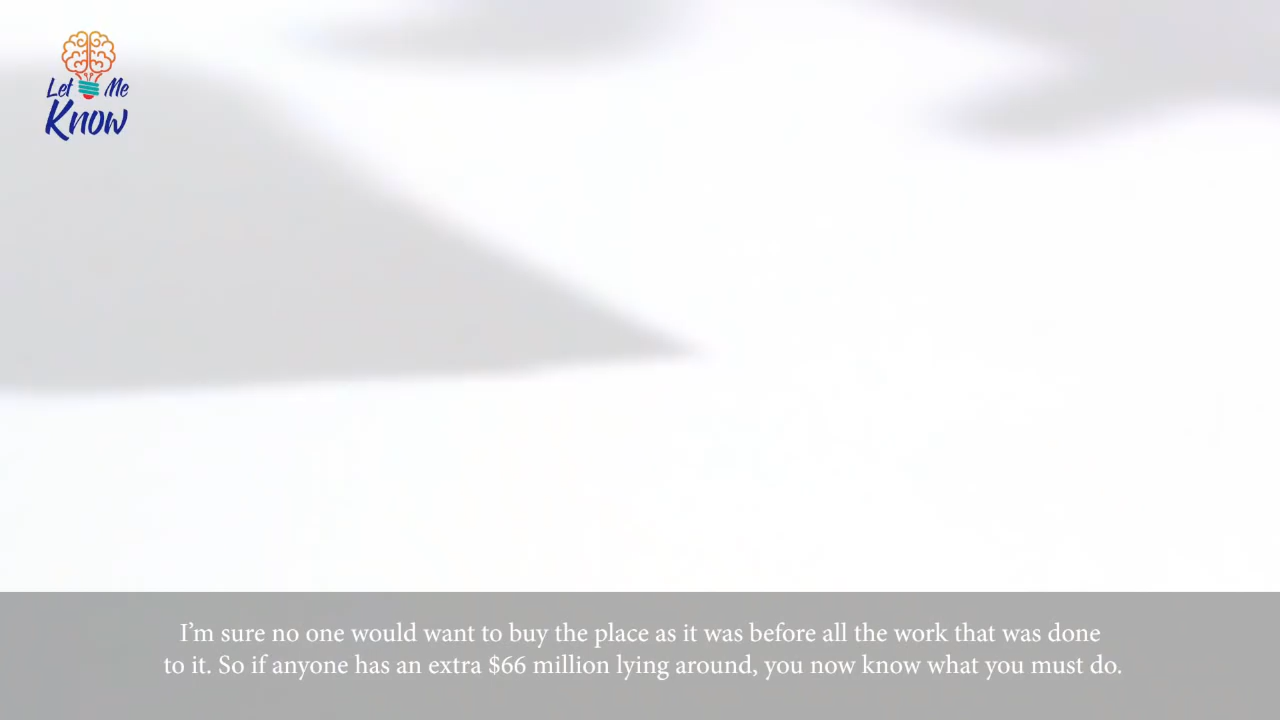 Let Me
Know
I’m sure no one would want to buy the place as it was before all the work that was done
to it. So if anyone has an extra $66 million lying around, you now know what you must do.